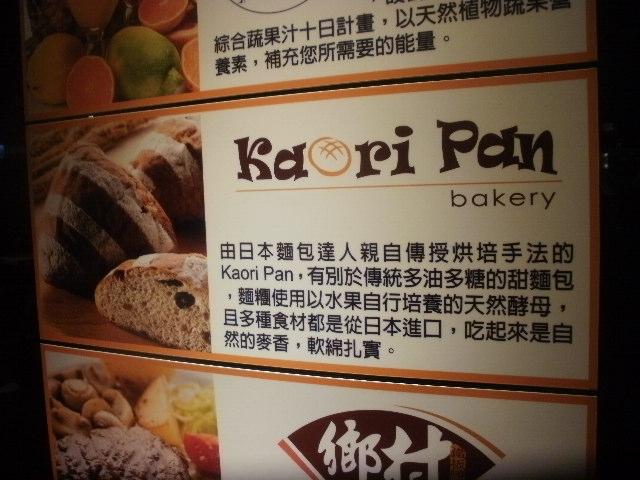 綜合蔬果汁十日計畫，以天然植物蔬果營
養素，補充您所需要的能量。
Kaori Pan
bakery
由日本麵包達人親自傳授烘培手法的
Kaori Pan，有別於傳統多油多糖的甜麵包
，麵糰使用以水果自行培養的天然酵母，
且多種食材都是從日本進口，吃起來是自
然的麥香，軟綿扎實。
鄉村